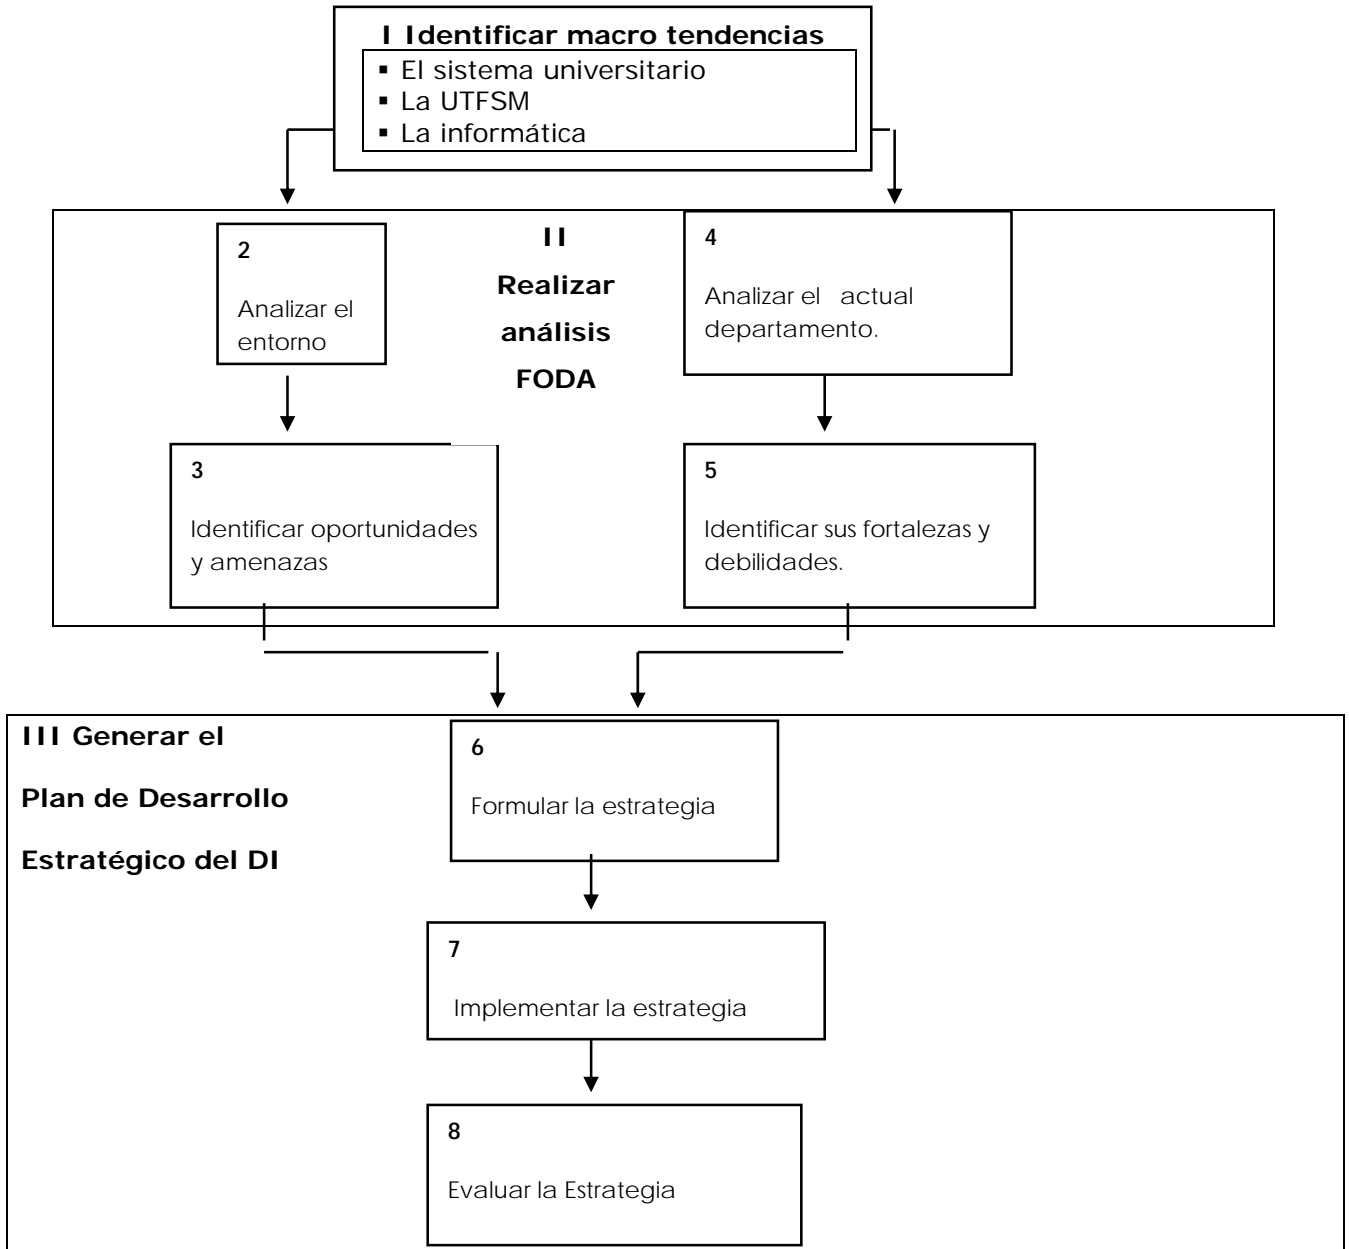 I Identificar macro tendencias
▪ El sistema universitario
▪ La UTFSM
▪ La informática
2
Analizar el
entorno
II
Realizar
análisis
FODA
4
Analizar el actual
departamento.
3
Identificar oportunidades
y amenazas
5
Identificar sus fortalezas y
debilidades.
III Generar el
Plan de Desarrollo
Estratégico del DI
6
Formular la estrategia
7
Implementar la estrategia
8
Evaluar la Estrategia